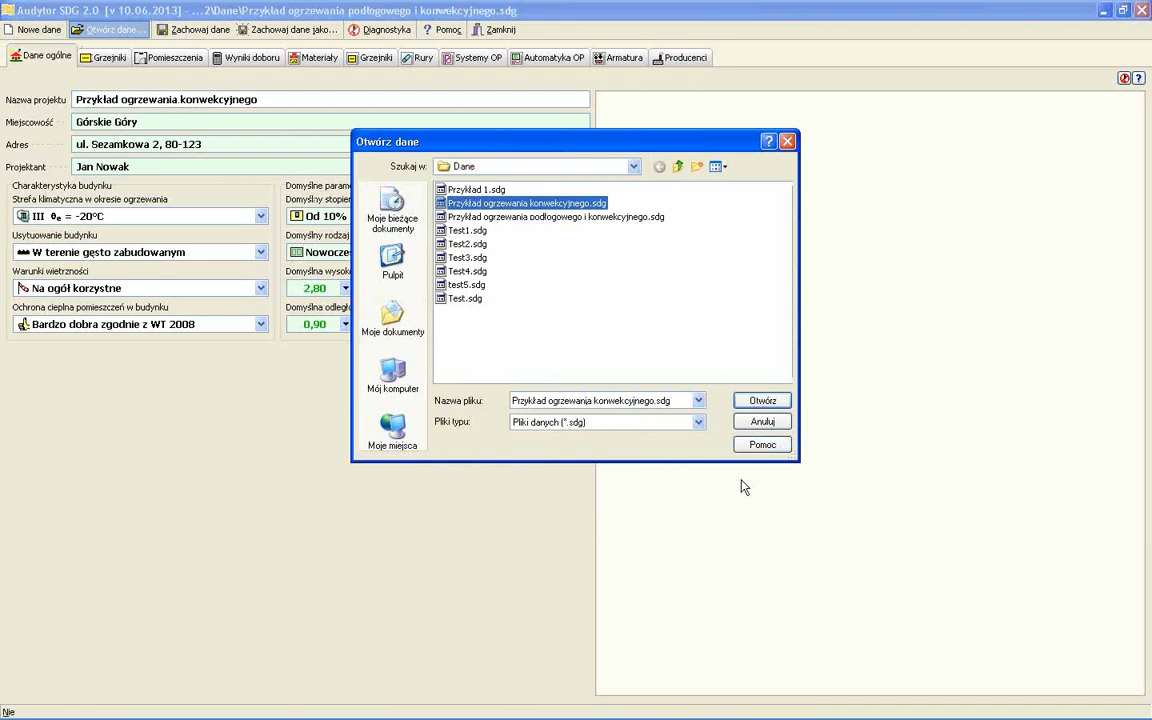 Audytor SDG 2.0 [v 10.06.2013] - ...2\Dane\Przykład ogrzewania podłogowego i konwekcyjnego.sdg
Nowe dane Otwórz dane... Zachowaj dane Zachowaj dane jako... Diagnostyka Pomoc Zamknij
Dane ogólne Grzejniki Pomieszczenia Wyniki doboru Materiały Grzejniki Rury Systemy OP Automatyka OP Armatura Producenci
Nazwa projektu Przykład ogrzewania konwekcyjnego
Miejscowość Górskie Góry
Adres ul. Sezamkowa 2, 80-123
Projektant Jan Nowak
Charakterystyka budynku
Strefa klimatyczna w okresie ogrzewania
III θe = -20°C
Usytuowanie budynku
W terenie gęsto zabudowanym
Warunki wietrzności
Na ogół korzystne
Ochrona cieplna pomieszczeń w budynku
Bardzo dobra zgodnie z WT 2008
Domyślne parame
Domyślny stopier
Od 10%
Domyślny rodzaj
Nowocze
Domyślna wysoko
2,80
Domyślna odległo
0,90
Otwórz dane
Szukaj w: Dane
Moje bieżące dokumenty
Pulpit
Moje dokumenty
Mój komputer
Moje miejsca
Przykład 1.sdg
Przykład ogrzewania konwekcyjnego.sdg
Przykład ogrzewania podłogowego i konwekcyjnego.sdg
Test1.sdg
Test2.sdg
Test3.sdg
Test4.sdg
test5.sdg
Test.sdg
Nazwa pliku: Przykład ogrzewania konwekcyjnego.sdg Otwórz
Pliki typu: Pliki danych (*.sdg) Anuluj
Pomoc
Nie